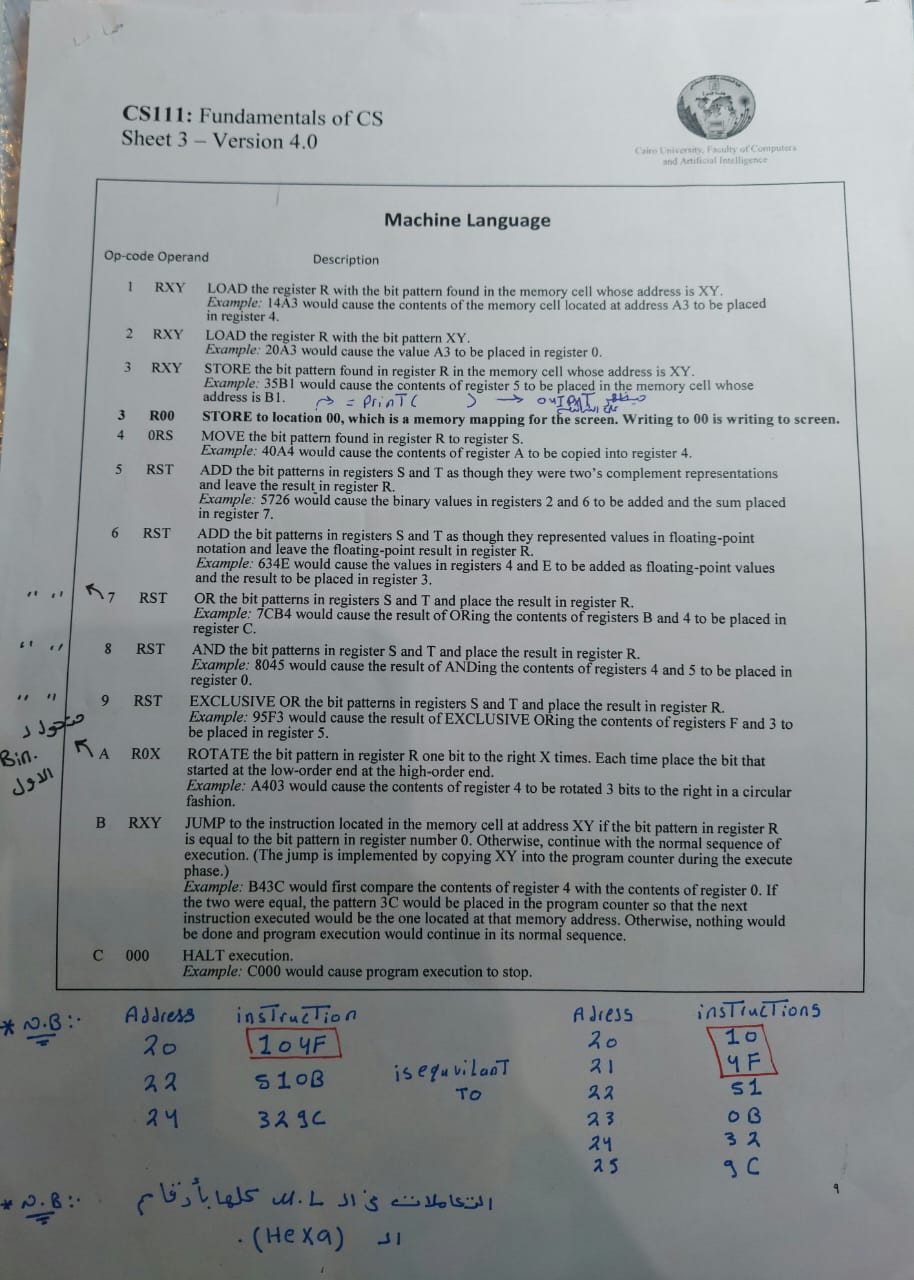 CS111: Fundamentals of CS
Sheet 3 – Version 4.0
Cairo University, Faculty of Computers
and Artificial Intelligence
Machine Language
Op-code Operand Description
1 RXY LOAD the register R with the bit pattern found in the memory cell whose address is XY.
Example: 14A3 would cause the contents of the memory cell located at address A3 to be placed
in register 4.
2 RXY LOAD the register R with the bit pattern XY.
Example: 20A3 would cause the value A3 to be placed in register 0.
3 RXY STORE the bit pattern found in register R in the memory cell whose address is XY.
Example: 35B1 would cause the contents of register 5 to be placed in the memory cell whose
address is B1.
= PrinT( ) → ouTPuT
3 R00 STORE to location 00, which is a memory mapping for the screen. Writing to 00 is writing to screen.
4 0RS MOVE the bit pattern found in register R to register S.
Example: 40A4 would cause the contents of register A to be copied into register 4.
5 RST ADD the bit patterns in registers S and T as though they were two's complement representations
and leave the result in register R.
Example: 5726 would cause the binary values in registers 2 and 6 to be added and the sum placed
in register 7.
6 RST ADD the bit patterns in registers S and T as though they represented values in floating-point
notation and leave the floating-point result in register R.
Example: 634E would cause the values in registers 4 and E to be added as floating-point values
and the result to be placed in register 3.
" " 7 RST OR the bit patterns in registers S and T and place the result in register R.
Example: 7CB4 would cause the result of ORing the contents of registers B and 4 to be placed in
register C.
" " 8 RST AND the bit patterns in register S and T and place the result in register R.
Example: 8045 would cause the result of ANDing the contents of registers 4 and 5 to be placed in
register 0.
" " 9 RST EXCLUSIVE OR the bit patterns in registers S and T and place the result in register R.
Example: 95F3 would cause the result of EXCLUSIVE ORing the contents of registers F and 3 to
be placed in register 5.
Bin.
الاول
A R0X ROTATE the bit pattern in register R one bit to the right X times. Each time place the bit that
started at the low-order end at the high-order end.
Example: A403 would cause the contents of register 4 to be rotated 3 bits to the right in a circular
fashion.
B RXY JUMP to the instruction located in the memory cell at address XY if the bit pattern in register R
is equal to the bit pattern in register number 0. Otherwise, continue with the normal sequence of
execution. (The jump is implemented by copying XY into the program counter during the execute
phase.)
Example: B43C would first compare the contents of register 4 with the contents of register 0. If
the two were equal, the pattern 3C would be placed in the program counter so that the next
instruction executed would be the one located at that memory address. Otherwise, nothing would
be done and program execution would continue in its normal sequence.
C 000 HALT execution.
Example: C000 would cause program execution to stop.
* N.B:- Address insTrucTion
20 104F
22 510B
24 329C
isequvilanT
To
Adress insTrucTions
20 10
21 4F
22 51
23 0B
24 32
25 9C
9
* N.B:- التعاملات في الـ M.L كلها بأرقام
الـ (Hexa).